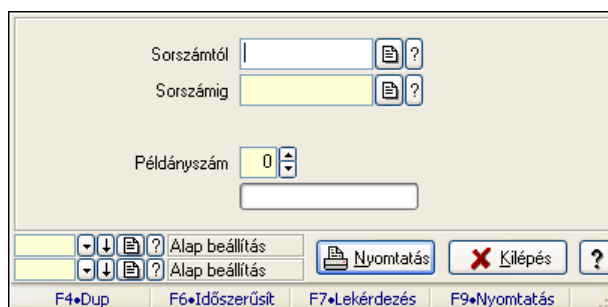 Sorszámtól ?
Sorszámig ?
Példányszám 0
? Alap beállítás
? Alap beállítás
Nyomtatás Kilépés ?
F4•Dup F6•Időszerűsít F7•Lekérdezés F9•Nyomtatás